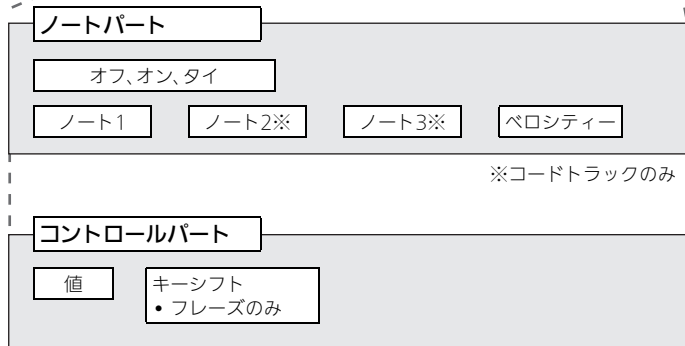 ノートパート
オフ、オン、タイ
ノート1 ノート2※ ノート3※ ベロシティー
※コードトラックのみ
コントロールパート
値 キーシフト
• フレーズのみ